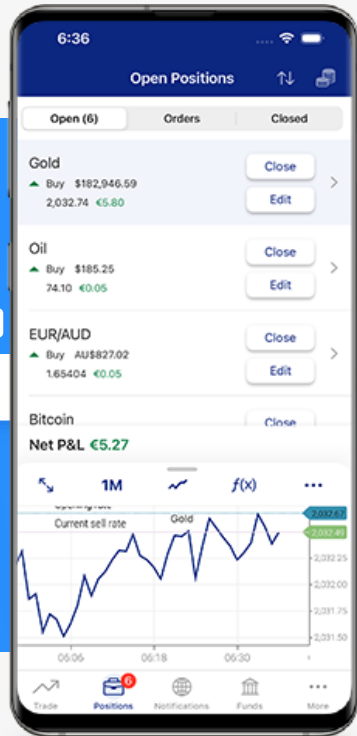 6:36
Open Positions
Open (6) Orders Closed
Gold
Buy $182,946.59
2,032.74 €5.80
Close
Edit
Oil
Buy $185.25
74.10 €0.05
Close
Edit
EUR/AUD
Buy AU$827.02
1.65404 €0.05
Close
Edit
Bitcoin
Close
Net P&L €5.27
1M f(x)
Opening rate
Current sell rate Gold
2,032.67
2,032.49
2,032.25
2,032.00
2,031.75
2,031.50
06:06 06:18 06:30
6
Trade Positions Notifications Funds More